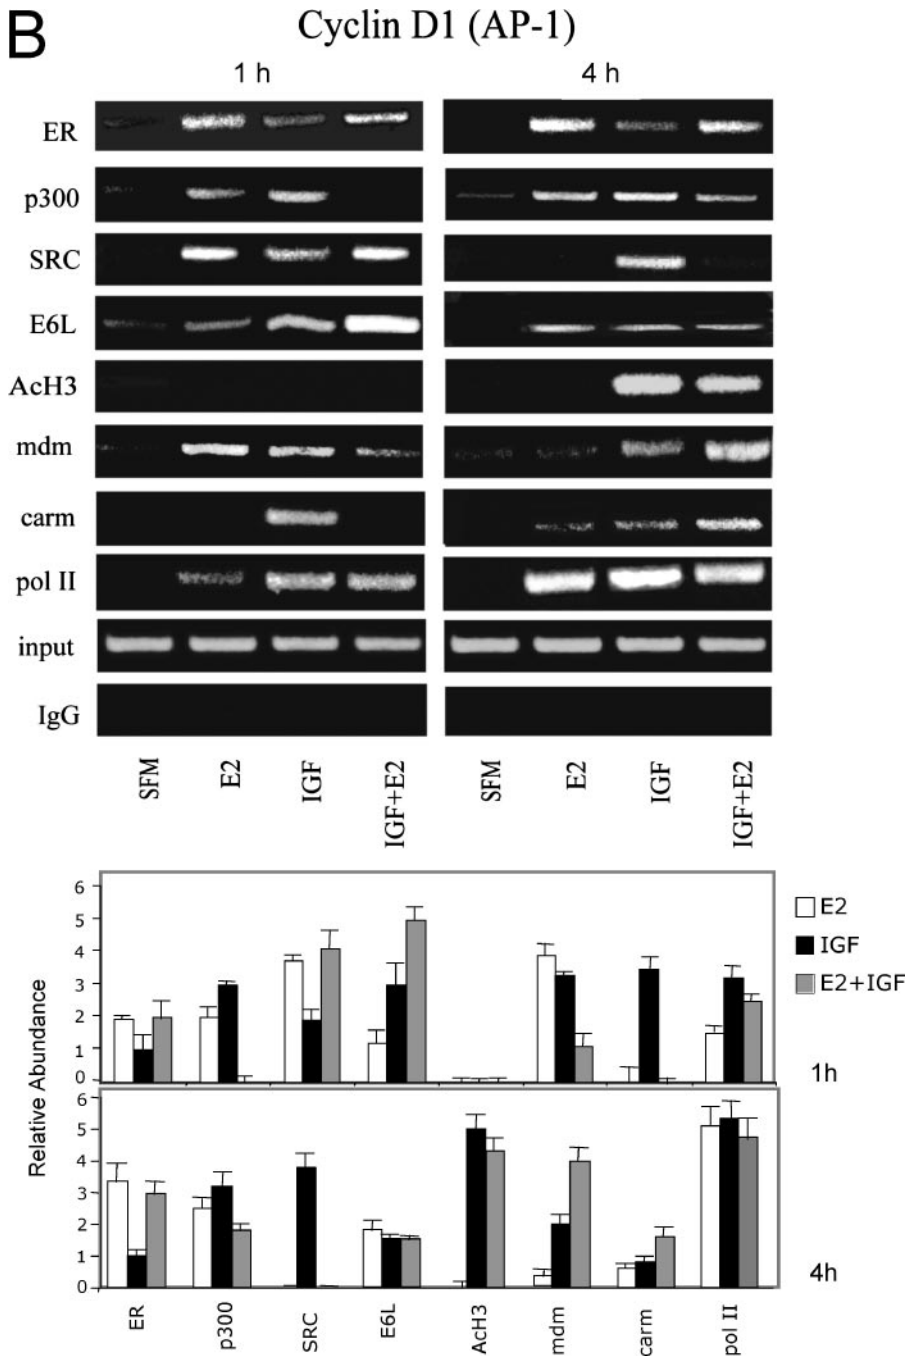 B
Cyclin D1 (AP-1)
1 h
4 h
ER
p300
SRC
E6L
AcH3
mdm
carm
pol II
input
IgG
SFM
E2
IGF
IGF+E2
SFM
E2
IGF
IGF+E2
6
5
4
3
2
1
0
6
5
4
3
2
1
0
Relative Abundance
E2
IGF
E2+IGF
1h
4h
ER
p300
SRC
E6L
AcH3
mdm
carm
pol II